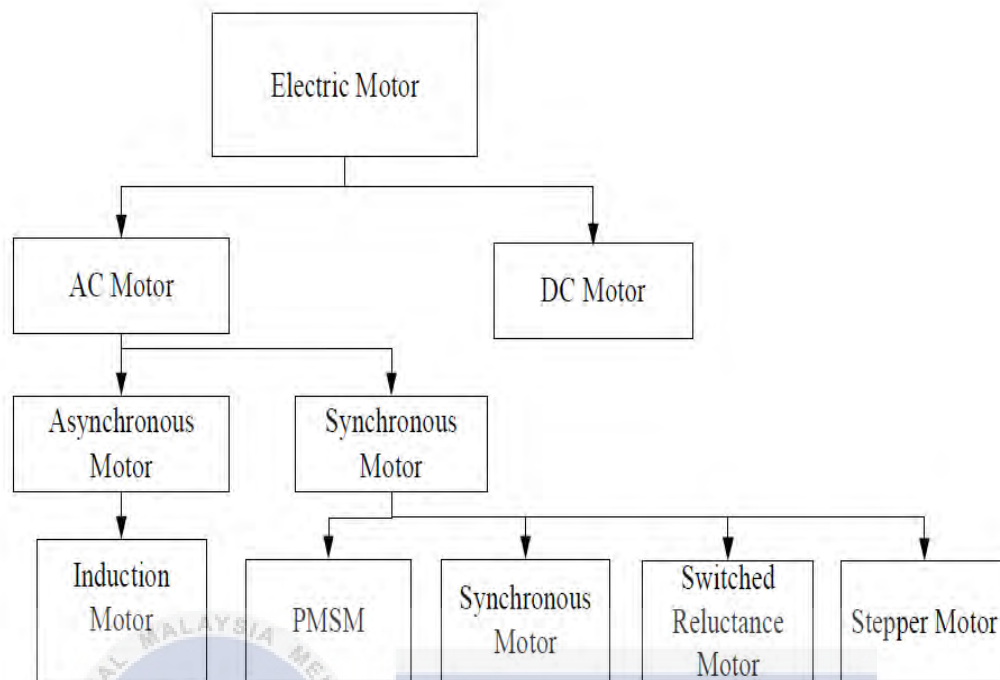 Electric Motor
AC Motor
DC Motor
Asynchronous
Motor
Synchronous
Motor
Induction
Motor
PMSM
Synchronous
Motor
Switched
Reluctance
Motor
Stepper Motor
MALAYSIA